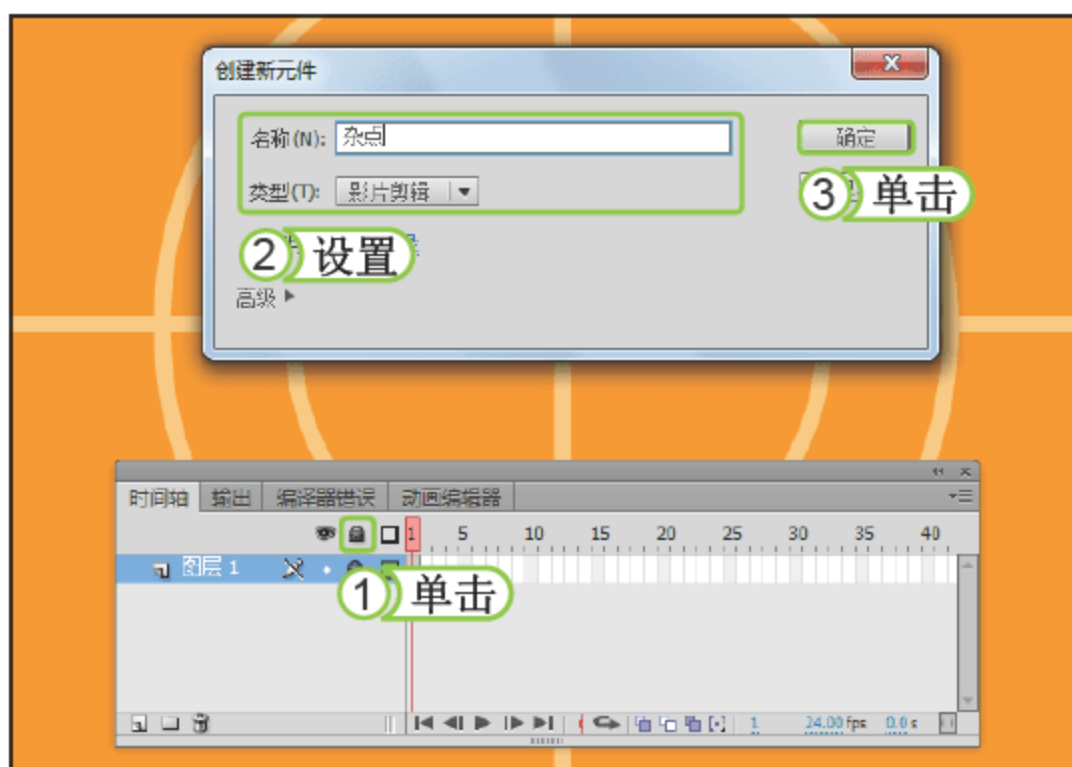 创建新元件
名称(N): 杂点
确定
类型(T): 影片剪辑
③ 单击
② 设置
高级
时间轴 输出 编译器错误 动画编辑器
1 5 10 15 20 25 30 35 40
图层 1
① 单击
1 24.00 fps 0.0 s